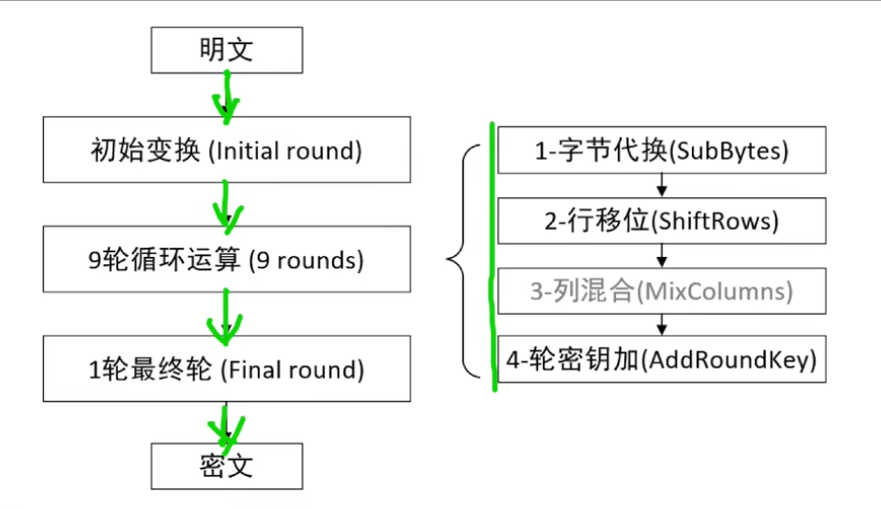 明文
初始变换 (Initial round)
9轮循环运算 (9 rounds)
1轮最终轮 (Final round)
密文
1-字节代换(SubBytes)
2-行移位(ShiftRows)
3-列混合(MixColumns)
4-轮密钥加(AddRoundKey)